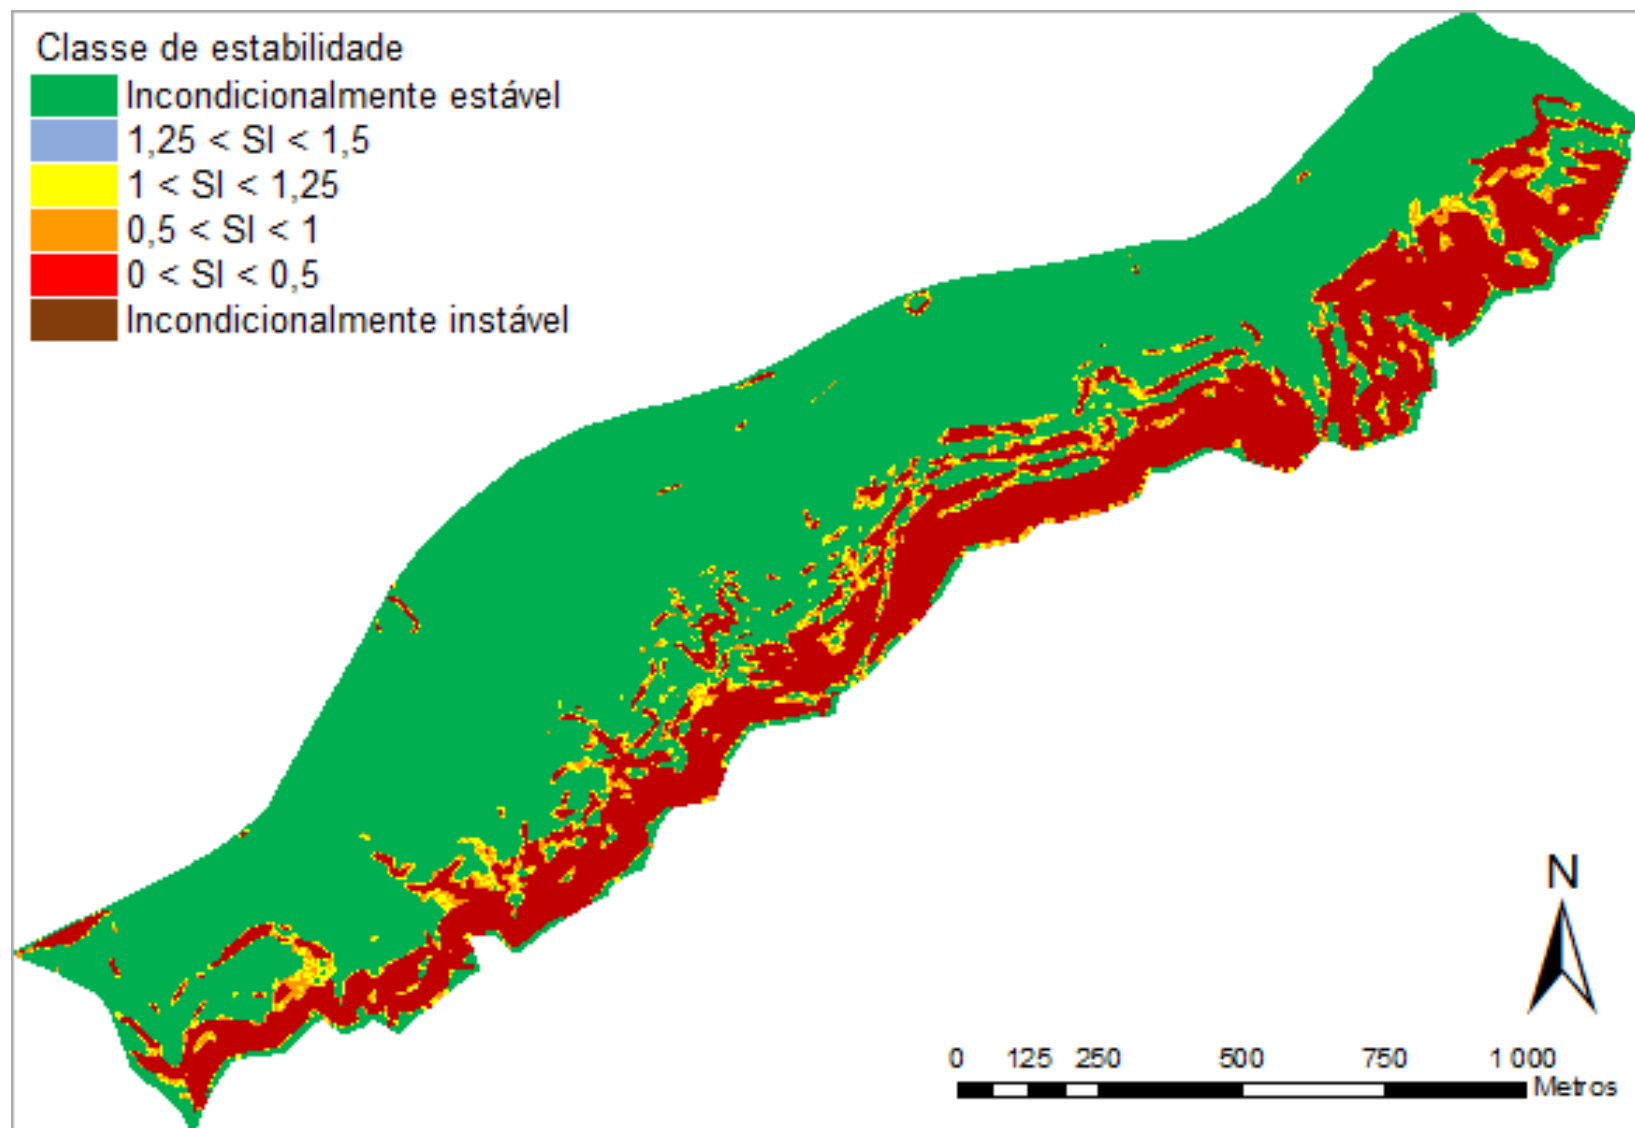 Classe de estabilidade
Incondicionalmente estável
1,25 < SI < 1,5
1 < SI < 1,25
0,5 < SI < 1
0 < SI < 0,5
Incondicionalmente instável
N
0 125 250 500 750 1 000
Metros